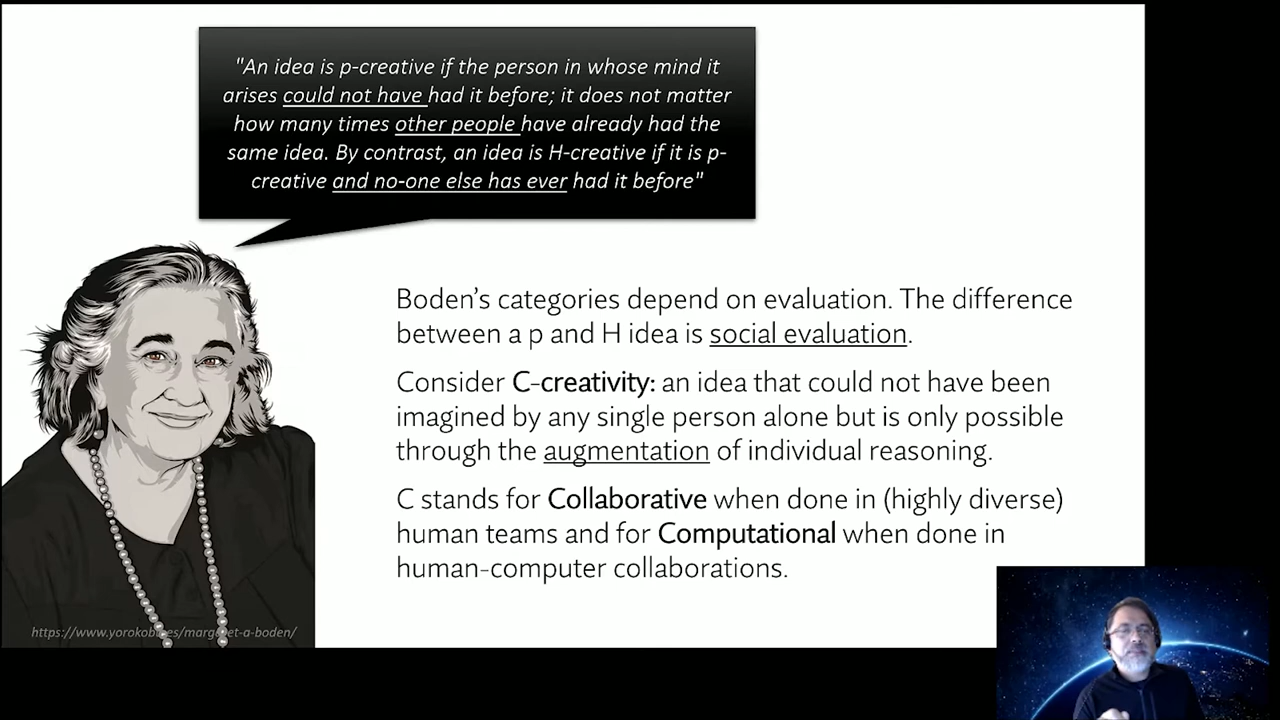 "An idea is p-creative if the person in whose mind it
arises could not have had it before; it does not matter
how many times other people have already had the
same idea. By contrast, an idea is H-creative if it is p-
creative and no-one else has ever had it before"
Boden's categories depend on evaluation. The difference
between a p and H idea is social evaluation.
Consider C-creativity: an idea that could not have been
imagined by any single person alone but is only possible
through the augmentation of individual reasoning.
C stands for Collaborative when done in (highly diverse)
human teams and for Computational when done in
human-computer collaborations.